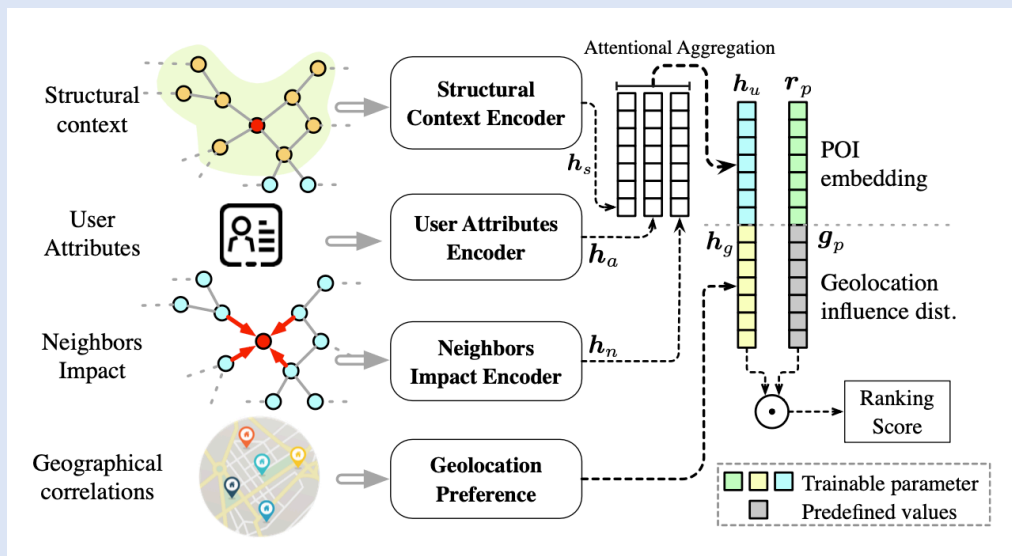 Structural
context
Structural
Context Encoder
Attentional Aggregation
h_s
h_u
r_p
POI
embedding
User
Attributes
User Attributes
Encoder
h_a
h_g
g_p
Geolocation
influence dist.
Neighbors
Impact
Neighbors
Impact Encoder
h_n
Ranking
Score
Geographical
correlations
Geolocation
Preference
Trainable parameter
Predefined values